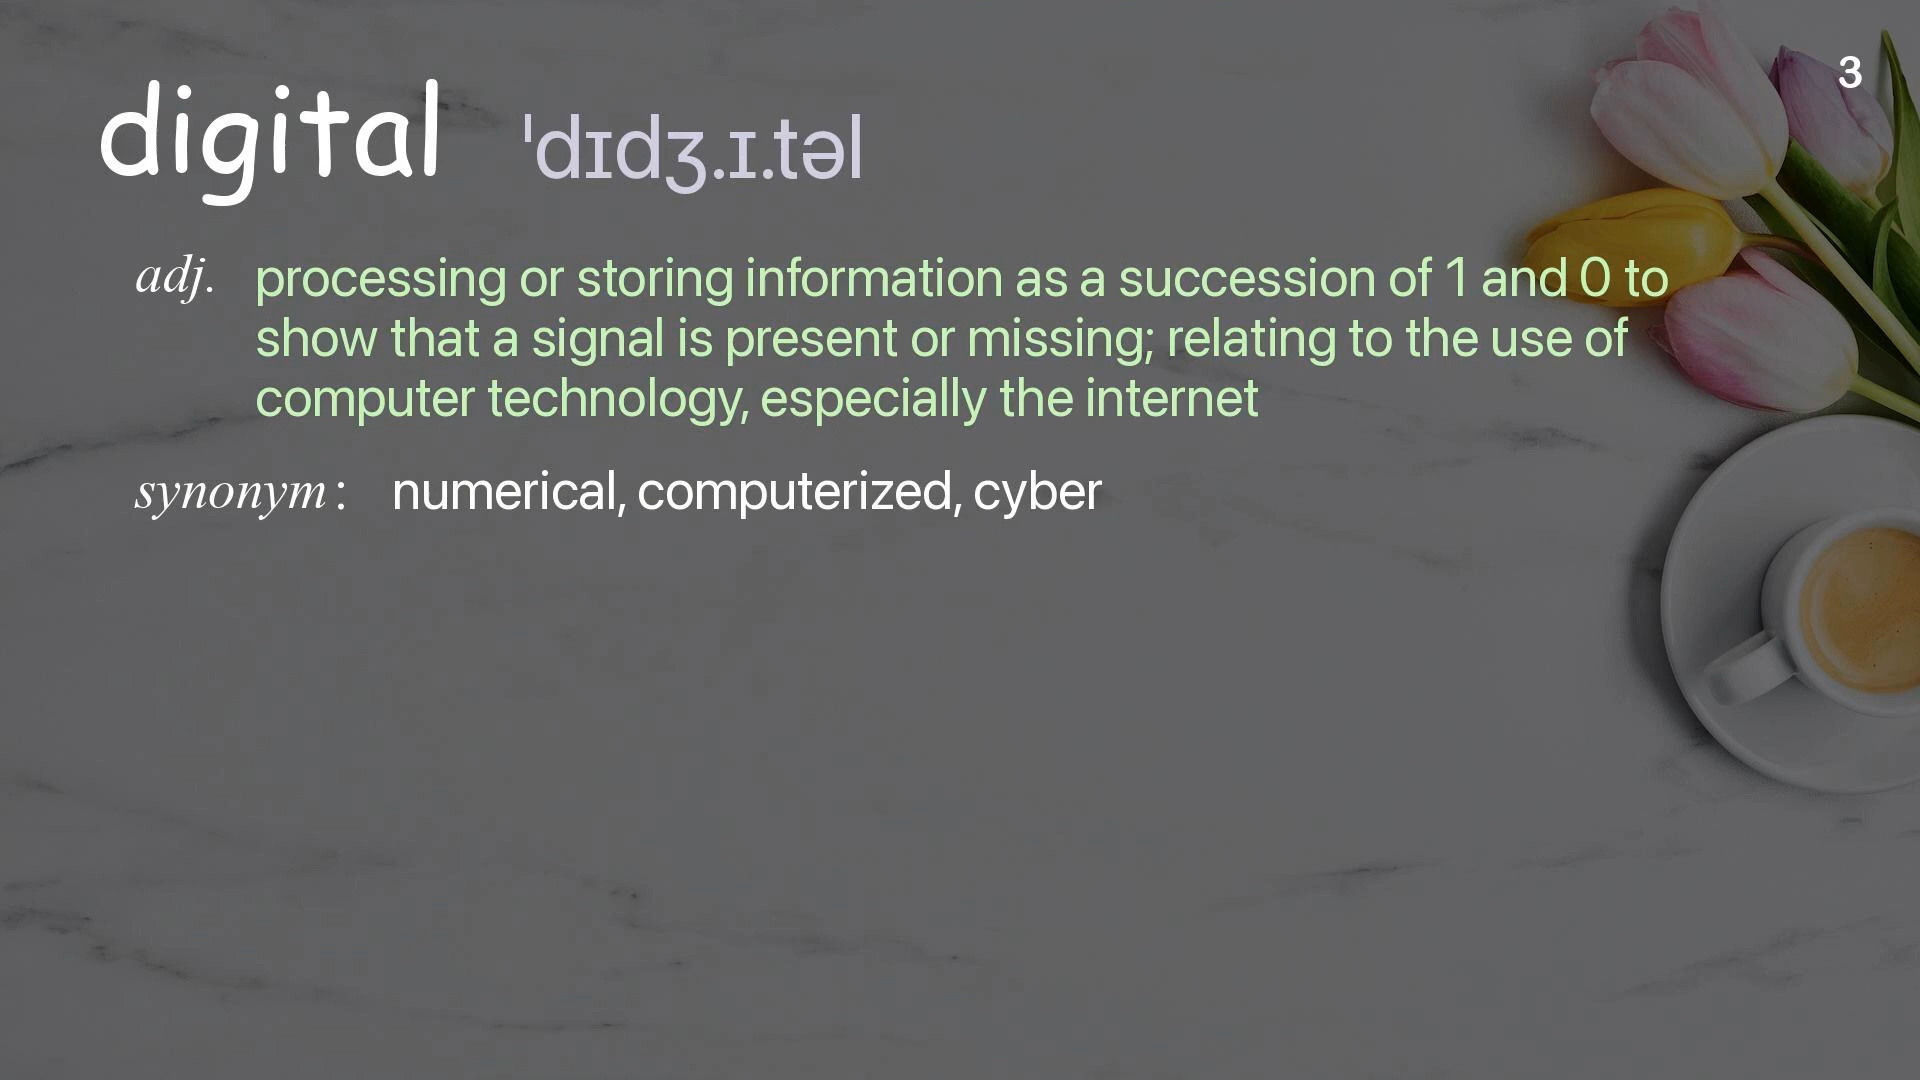 3
digital ˈdɪdʒ.ɪ.təl
adj. processing or storing information as a succession of 1 and 0 to
show that a signal is present or missing; relating to the use of
computer technology, especially the internet
synonym : numerical, computerized, cyber